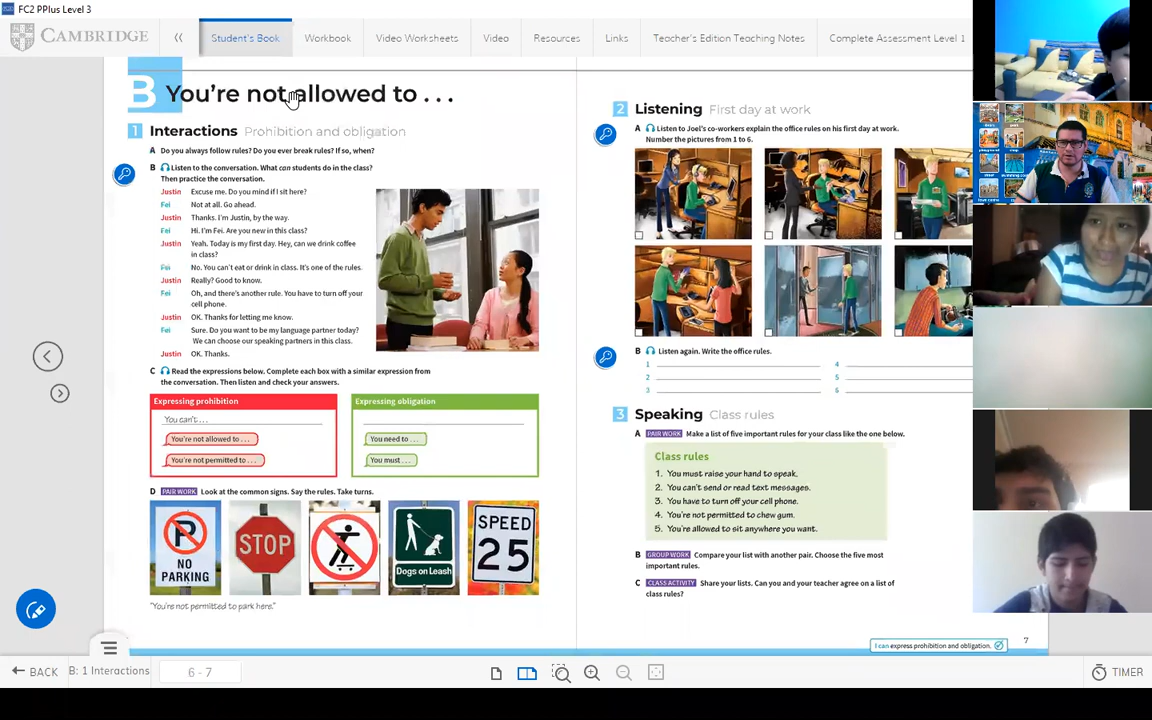 FC2 PPlus Level 3
CAMBRIDGE
Student's Book
Workbook
Video Worksheets
Video
Resources
Links
Teacher's Edition Teaching Notes
Complete Assessment Level 1
B You're not allowed to . . .
1 Interactions Prohibition and obligation
A Do you always follow rules? Do you ever break rules? If so, when?
B Listen to the conversation. What can students do in the class?
Then practice the conversation.
Justin Excuse me. Do you mind if I sit here?
Fei Not at all. Go ahead.
Justin Thanks. I'm Justin, by the way.
Fei Hi. I'm Fei. Are you new in this class?
Justin Yeah. Today is my first day. Hey, can we drink coffee
in class?
Fei No. You can't eat or drink in class. It's one of the rules.
Justin Really? Good to know.
Fei Oh, and there's another rule. You have to turn off your
cell phone.
Justin OK. Thanks for letting me know.
Fei Sure. Do you want to be my language partner today?
We can choose our speaking partners in this class.
Justin OK. Thanks.
C Read the expressions below. Complete each box with a similar expression from
the conversation. Then listen and check your answers.
Expressing prohibition
You can't . . .
You're not allowed to . . .
You're not permitted to . . .
Expressing obligation
You need to . . .
You must . . .
D PAIR WORK Look at the common signs. Say the rules. Take turns.
P
NO
PARKING
STOP
Dogs on Leash
SPEED
25
"You're not permitted to park here."
2 Listening First day at work
A Listen to Joel's co-workers explain the office rules on his first day at work.
Number the pictures from 1 to 6.
B Listen again. Write the office rules.
1
2
3
4
5
6
3 Speaking Class rules
A PAIR WORK Make a list of five important rules for your class like the one below.
Class rules
1. You must raise your hand to speak.
2. You can't send or read text messages.
3. You have to turn off your cell phone.
4. You're not permitted to chew gum.
5. You're allowed to sit anywhere you want.
B GROUP WORK Compare your list with another pair. Choose the five most
important rules.
C CLASS ACTIVITY Share your lists. Can you and your teacher agree on a list of
class rules?
I can express prohibition and obligation.
7
BACK
B: 1 Interactions
6 - 7
TIMER